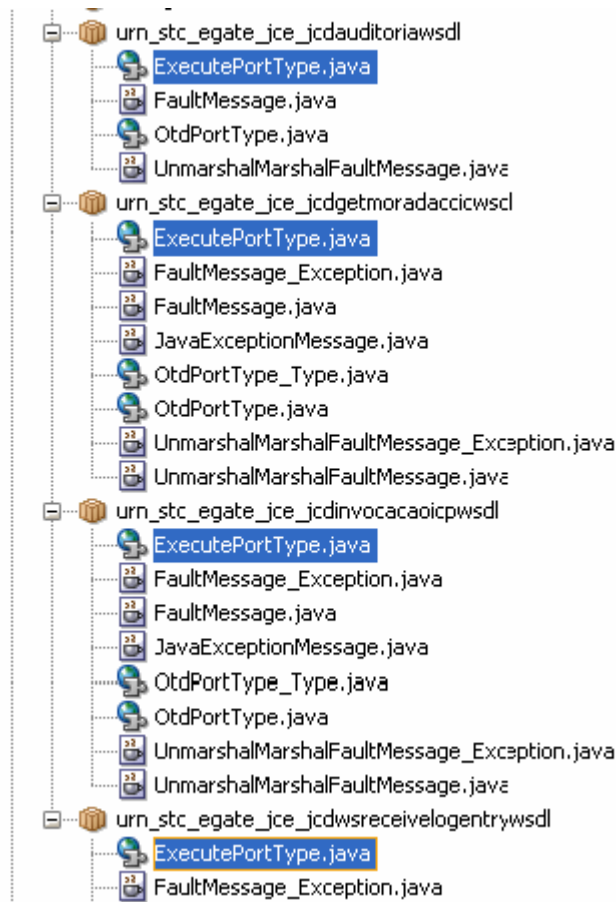 urn_stc_egate_jce_jcdauditoriawsdl
ExecutePortType.java
FaultMessage.java
OtdPortType.java
UnmarshalMarshalFaultMessage.java
urn_stc_egate_jce_jcdgetmoradaccicwsdl
ExecutePortType.java
FaultMessage_Exception.java
FaultMessage.java
JavaExceptionMessage.java
OtdPortType_Type.java
OtdPortType.java
UnmarshalMarshalFaultMessage_Exception.java
UnmarshalMarshalFaultMessage.java
urn_stc_egate_jce_jcdinvocacaoicpwsdl
ExecutePortType.java
FaultMessage_Exception.java
FaultMessage.java
JavaExceptionMessage.java
OtdPortType_Type.java
OtdPortType.java
UnmarshalMarshalFaultMessage_Exception.java
UnmarshalMarshalFaultMessage.java
urn_stc_egate_jce_jcdwsreceivelogentrywsdl
ExecutePortType.java
FaultMessage_Exception.java